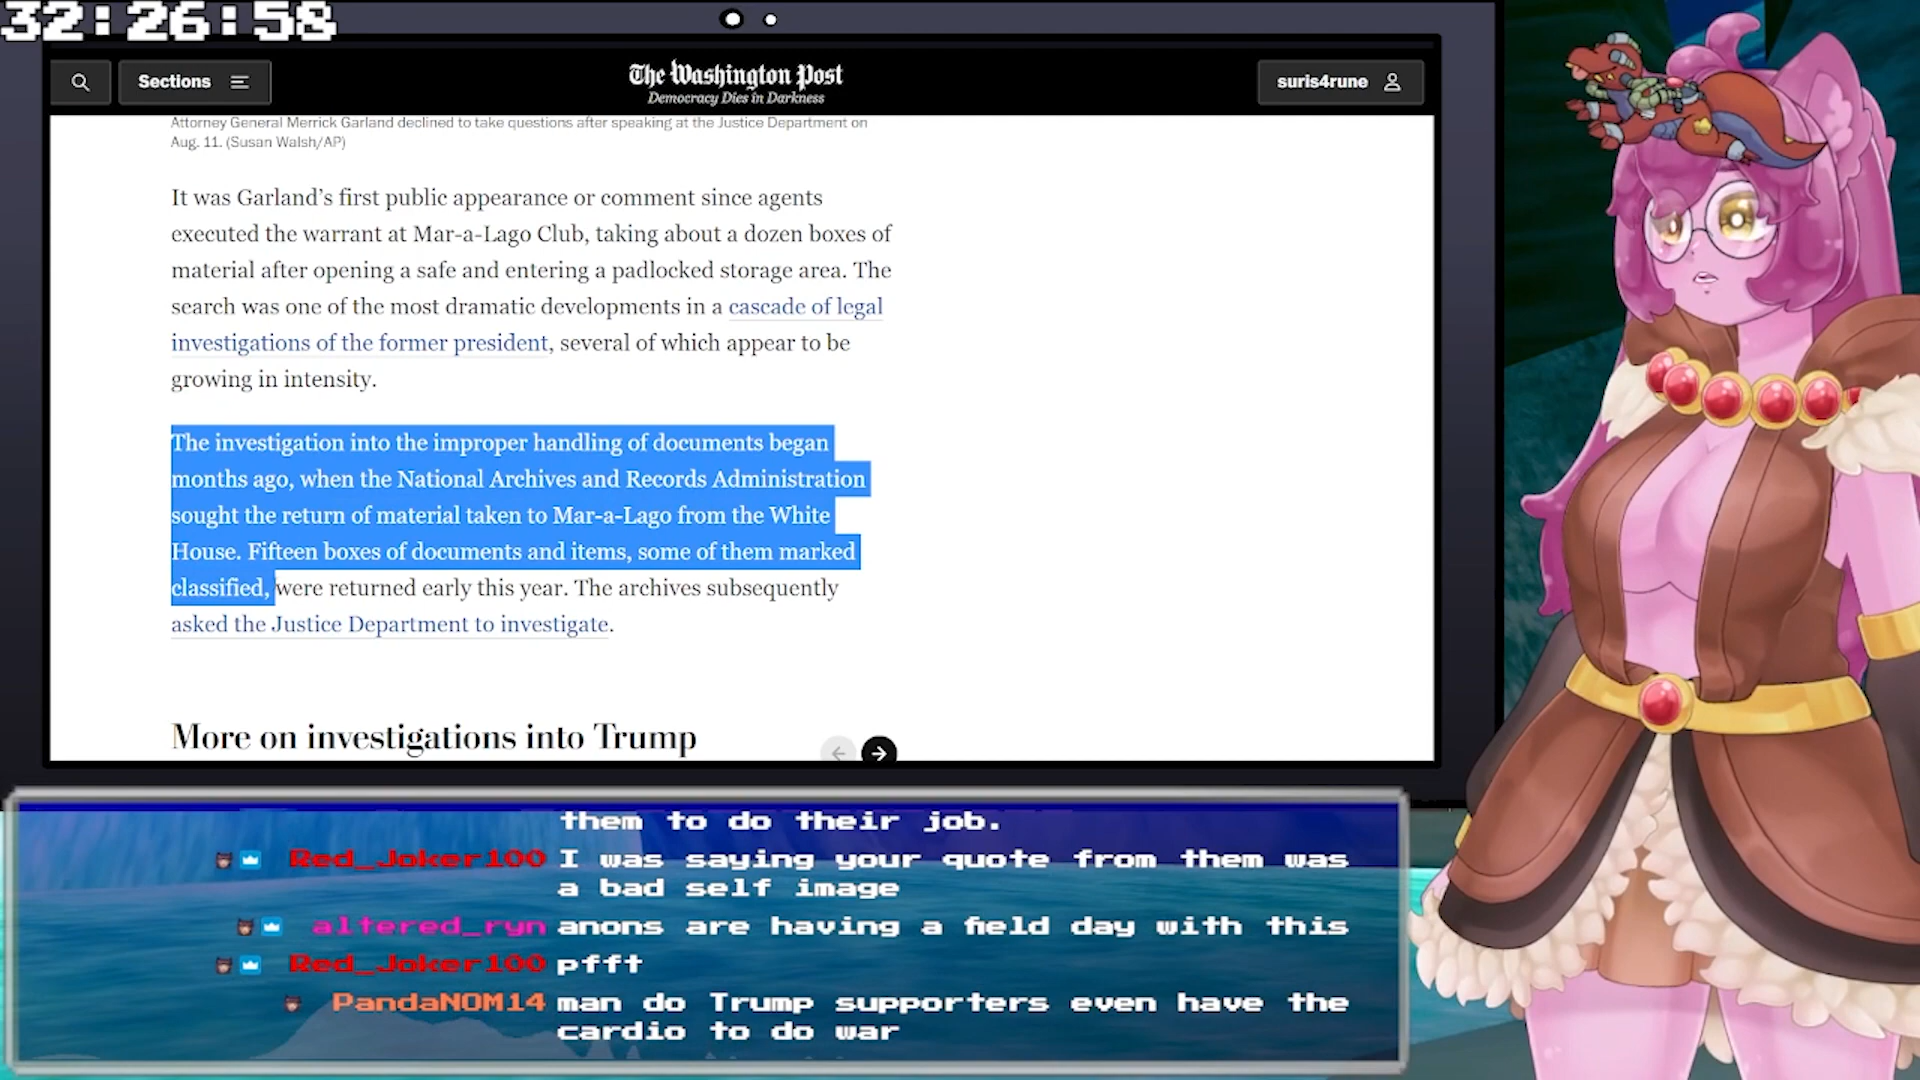 32:26:58
Sections
The Washington Post
Democracy Dies in Darkness
suris4rune
Attorney General Merrick Garland declined to take questions after speaking at the Justice Department on
Aug. 11. (Susan Walsh/AP)
It was Garland’s first public appearance or comment since agents
executed the warrant at Mar-a-Lago Club, taking about a dozen boxes of
material after opening a safe and entering a padlocked storage area. The
search was one of the most dramatic developments in a cascade of legal
investigations of the former president, several of which appear to be
growing in intensity.
The investigation into the improper handling of documents began
months ago, when the National Archives and Records Administration
sought the return of material taken to Mar-a-Lago from the White
House. Fifteen boxes of documents and items, some of them marked
classified, were returned early this year. The archives subsequently
asked the Justice Department to investigate.
More on investigations into Trump
them to do their job.
Red_Joker100 I was saying your quote from them was
a bad self image
altered_ryn anons are having a field day with this
Red_Joker100 pfft
PandaNOM14 man do Trump supporters even have the
cardio to do war